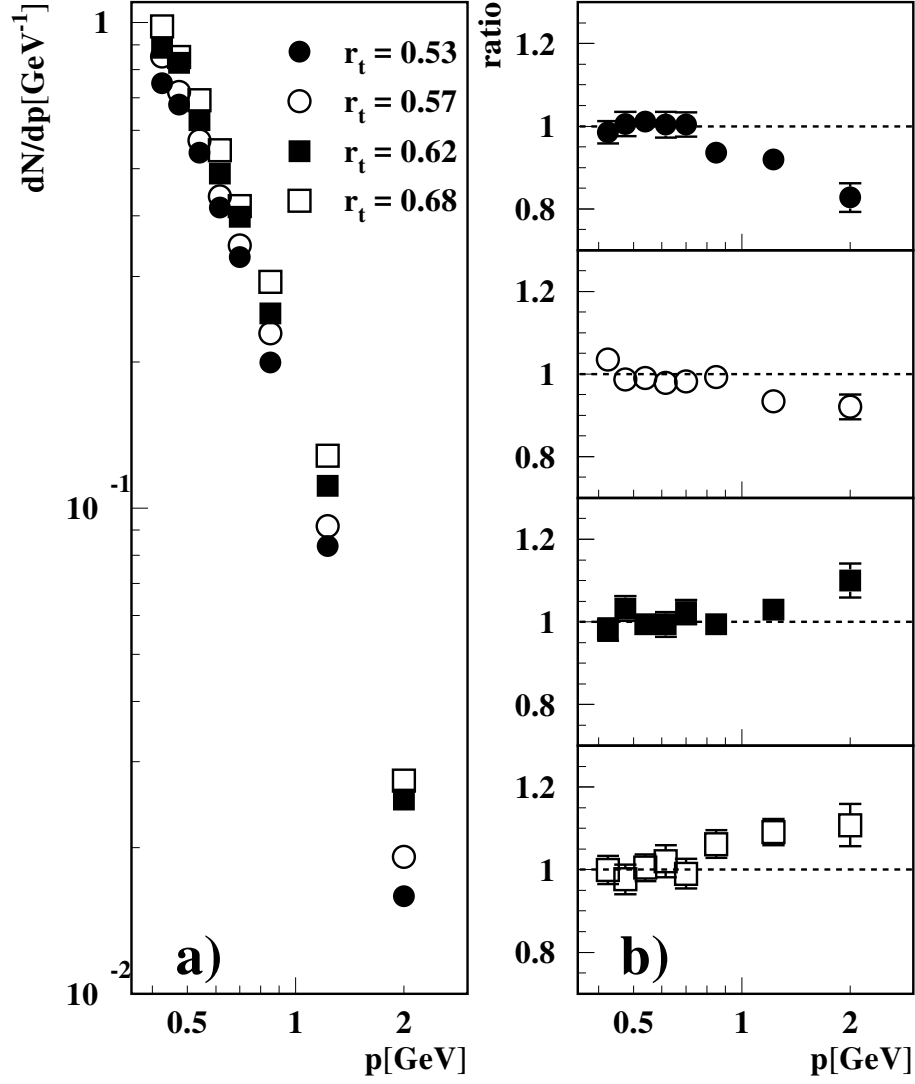 dN/dp[GeV⁻¹]
1
10⁻¹
10⁻²
r_t = 0.53
r_t = 0.57
r_t = 0.62
r_t = 0.68
a)
0.5 1 2
p[GeV]
ratio
1.2
1
0.8
1.2
1
0.8
1.2
1
0.8
1.2
1
0.8
b)
0.5 1 2
p[GeV]